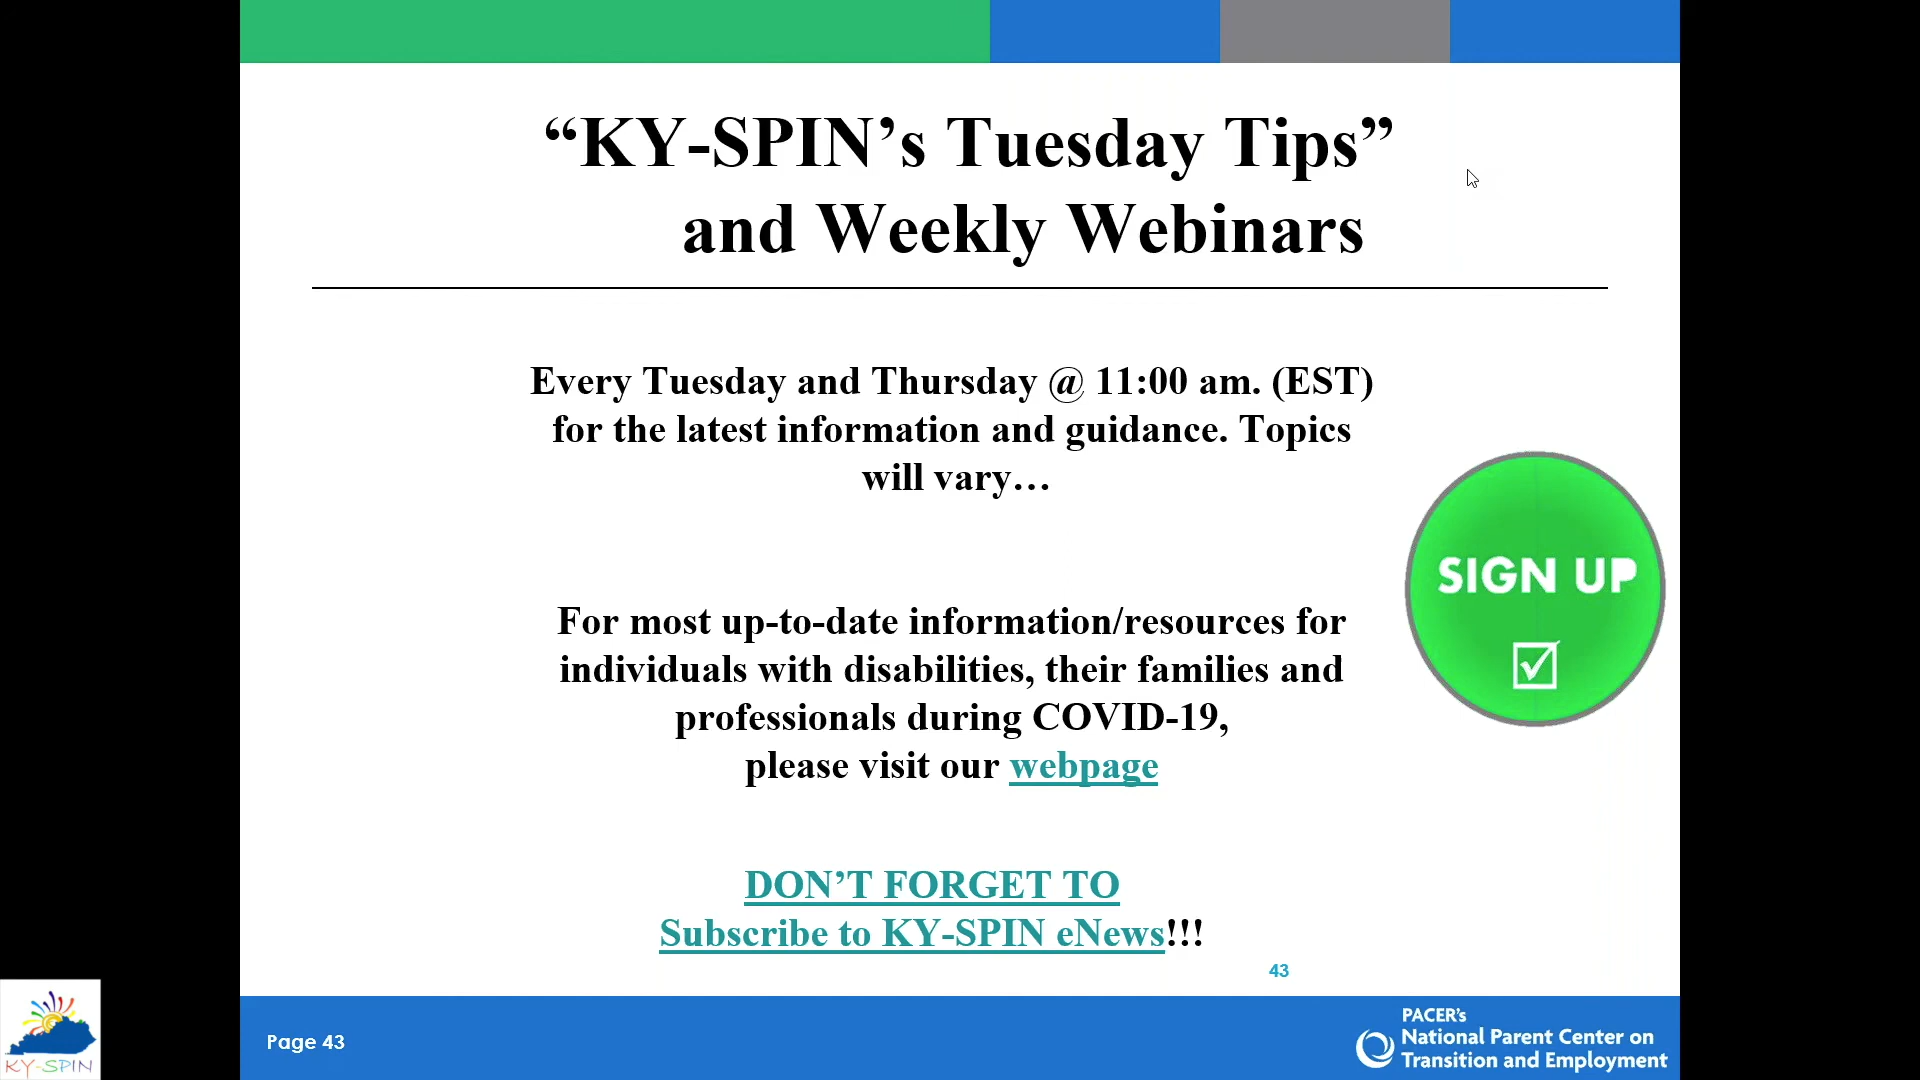 “KY-SPIN’s Tuesday Tips”
and Weekly Webinars
Every Tuesday and Thursday @ 11:00 am. (EST)
for the latest information and guidance. Topics
will vary…
SIGN UP
For most up-to-date information/resources for
individuals with disabilities, their families and
professionals during COVID-19,
please visit our webpage
DON’T FORGET TO
Subscribe to KY-SPIN eNews!!!
43
Page 43
PACER’s
National Parent Center on
Transition and Employment
KY-SPIN